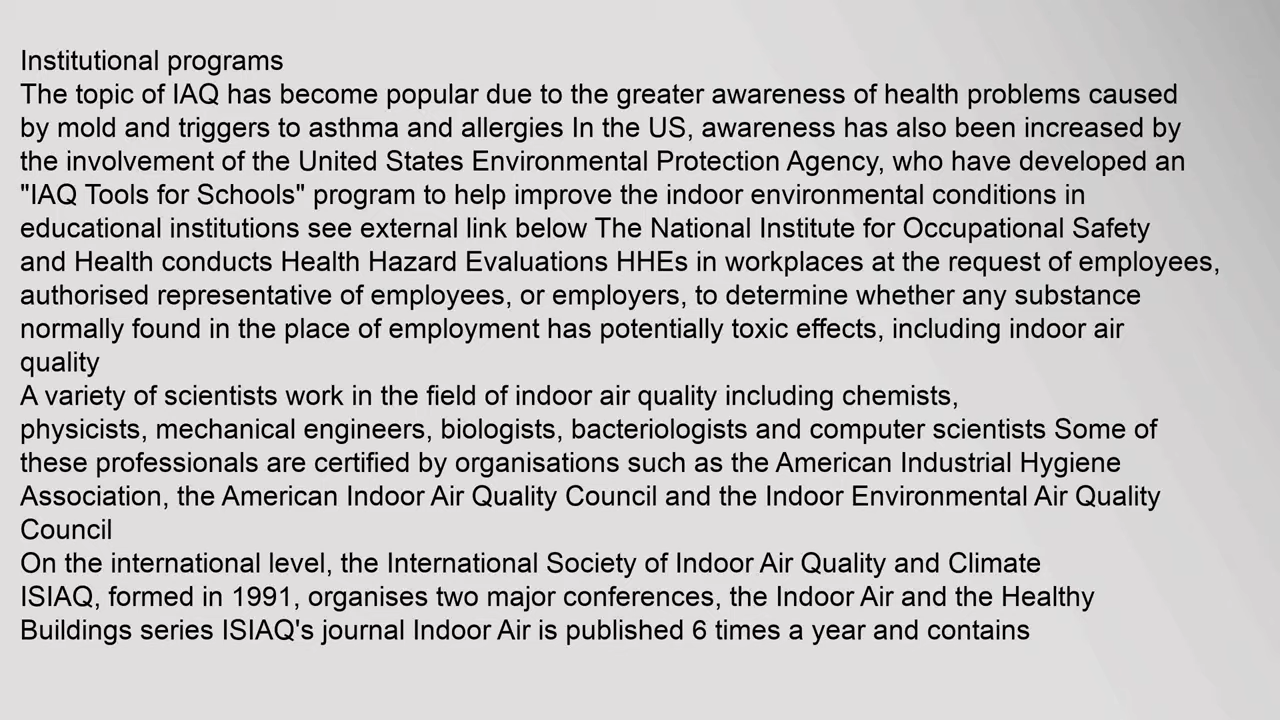 Institutional programs
The topic of IAQ has become popular due to the greater awareness of health problems caused
by mold and triggers to asthma and allergies In the US, awareness has also been increased by
the involvement of the United States Environmental Protection Agency, who have developed an
"IAQ Tools for Schools" program to help improve the indoor environmental conditions in
educational institutions see external link below The National Institute for Occupational Safety
and Health conducts Health Hazard Evaluations HHEs in workplaces at the request of employees,
authorised representative of employees, or employers, to determine whether any substance
normally found in the place of employment has potentially toxic effects, including indoor air
quality
A variety of scientists work in the field of indoor air quality including chemists,
physicists, mechanical engineers, biologists, bacteriologists and computer scientists Some of
these professionals are certified by organisations such as the American Industrial Hygiene
Association, the American Indoor Air Quality Council and the Indoor Environmental Air Quality
Council
On the international level, the International Society of Indoor Air Quality and Climate
ISIAQ, formed in 1991, organises two major conferences, the Indoor Air and the Healthy
Buildings series ISIAQ's journal Indoor Air is published 6 times a year and contains